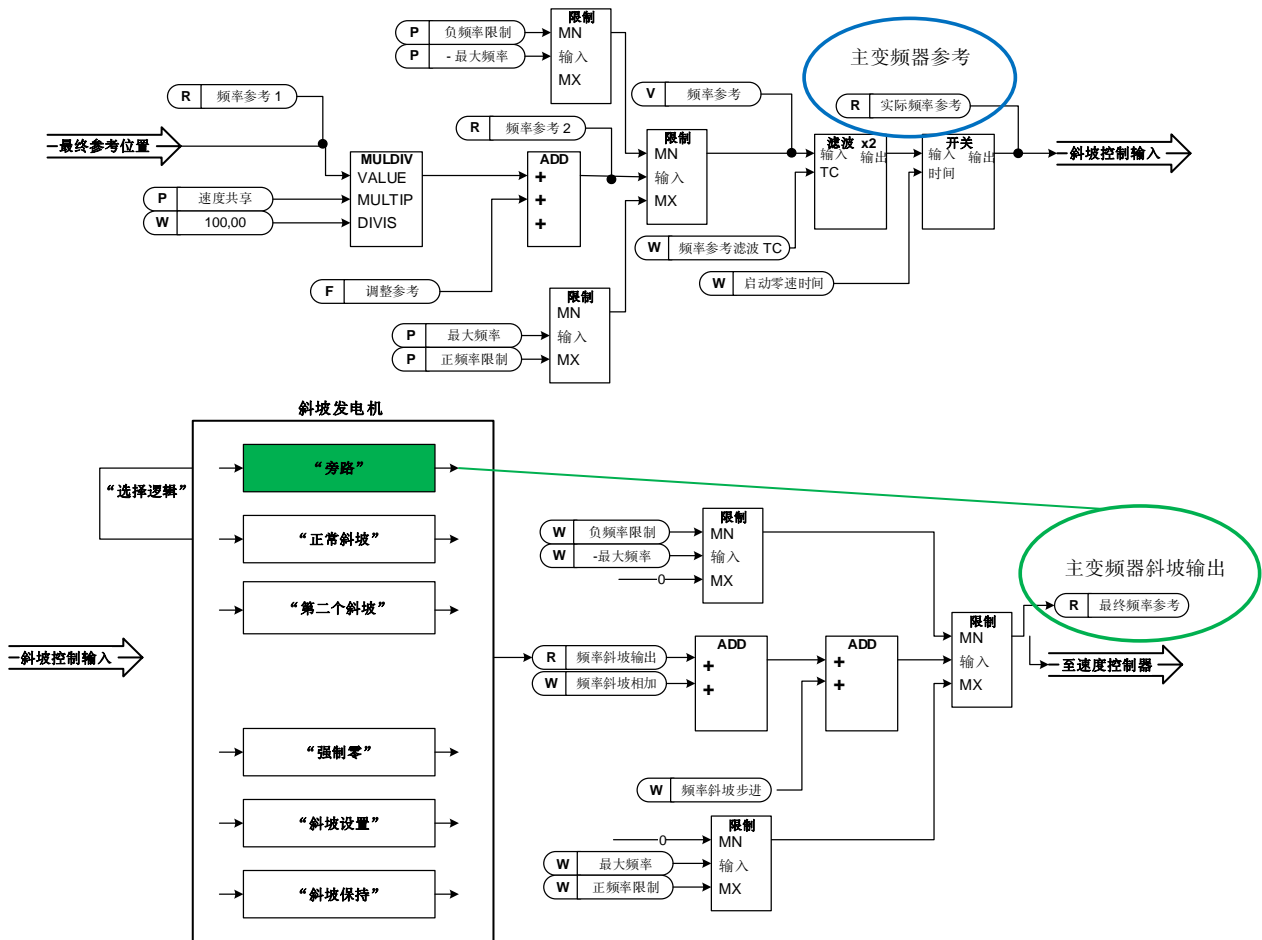 限制
P 负频率限制 MN
P - 最大频率 输入
MX
主变频器参考
R 频率参考 1
V 频率参考
R 实际频率参考
R 频率参考 2
最终参考位置
MULDIV
VALUE
MULTIP
DIVIS
P 速度共享
W 100,00
ADD
+
+
+
限制
MN
输入
MX
滤波 x2
输入 输出
TC
开关
输入 输出
时间
斜坡控制输入
W 频率参考滤波 TC
W 启动零速时间
F 调整参考
限制
MN
P 最大频率 输入
P 正频率限制 MX
斜坡发电机
“选择逻辑”
“旁路”
“正常斜坡”
“第二个斜坡”
“强制零”
“斜坡设置”
“斜坡保持”
斜坡控制输入
限制
W 负频率限制 MN
W -最大频率 输入
0 MX
主变频器斜坡输出
R 最终频率参考
R 频率斜坡输出
W 频率斜坡相加
ADD
+
+
ADD
+
+
限制
MN
输入
MX
至速度控制器
W 频率斜坡步进
限制
0 MN
W 最大频率 输入
W 正频率限制 MX